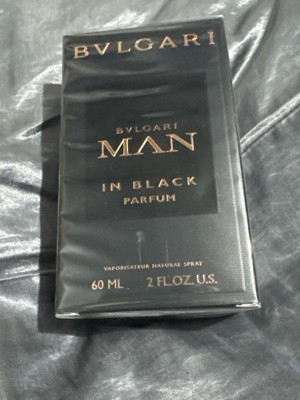 BVLGARI
BVLGARI
MAN
IN BLACK
PARFUM
VAPORISATEUR NATURAL SPRAY
60 ML 2 FL.OZ. U.S.